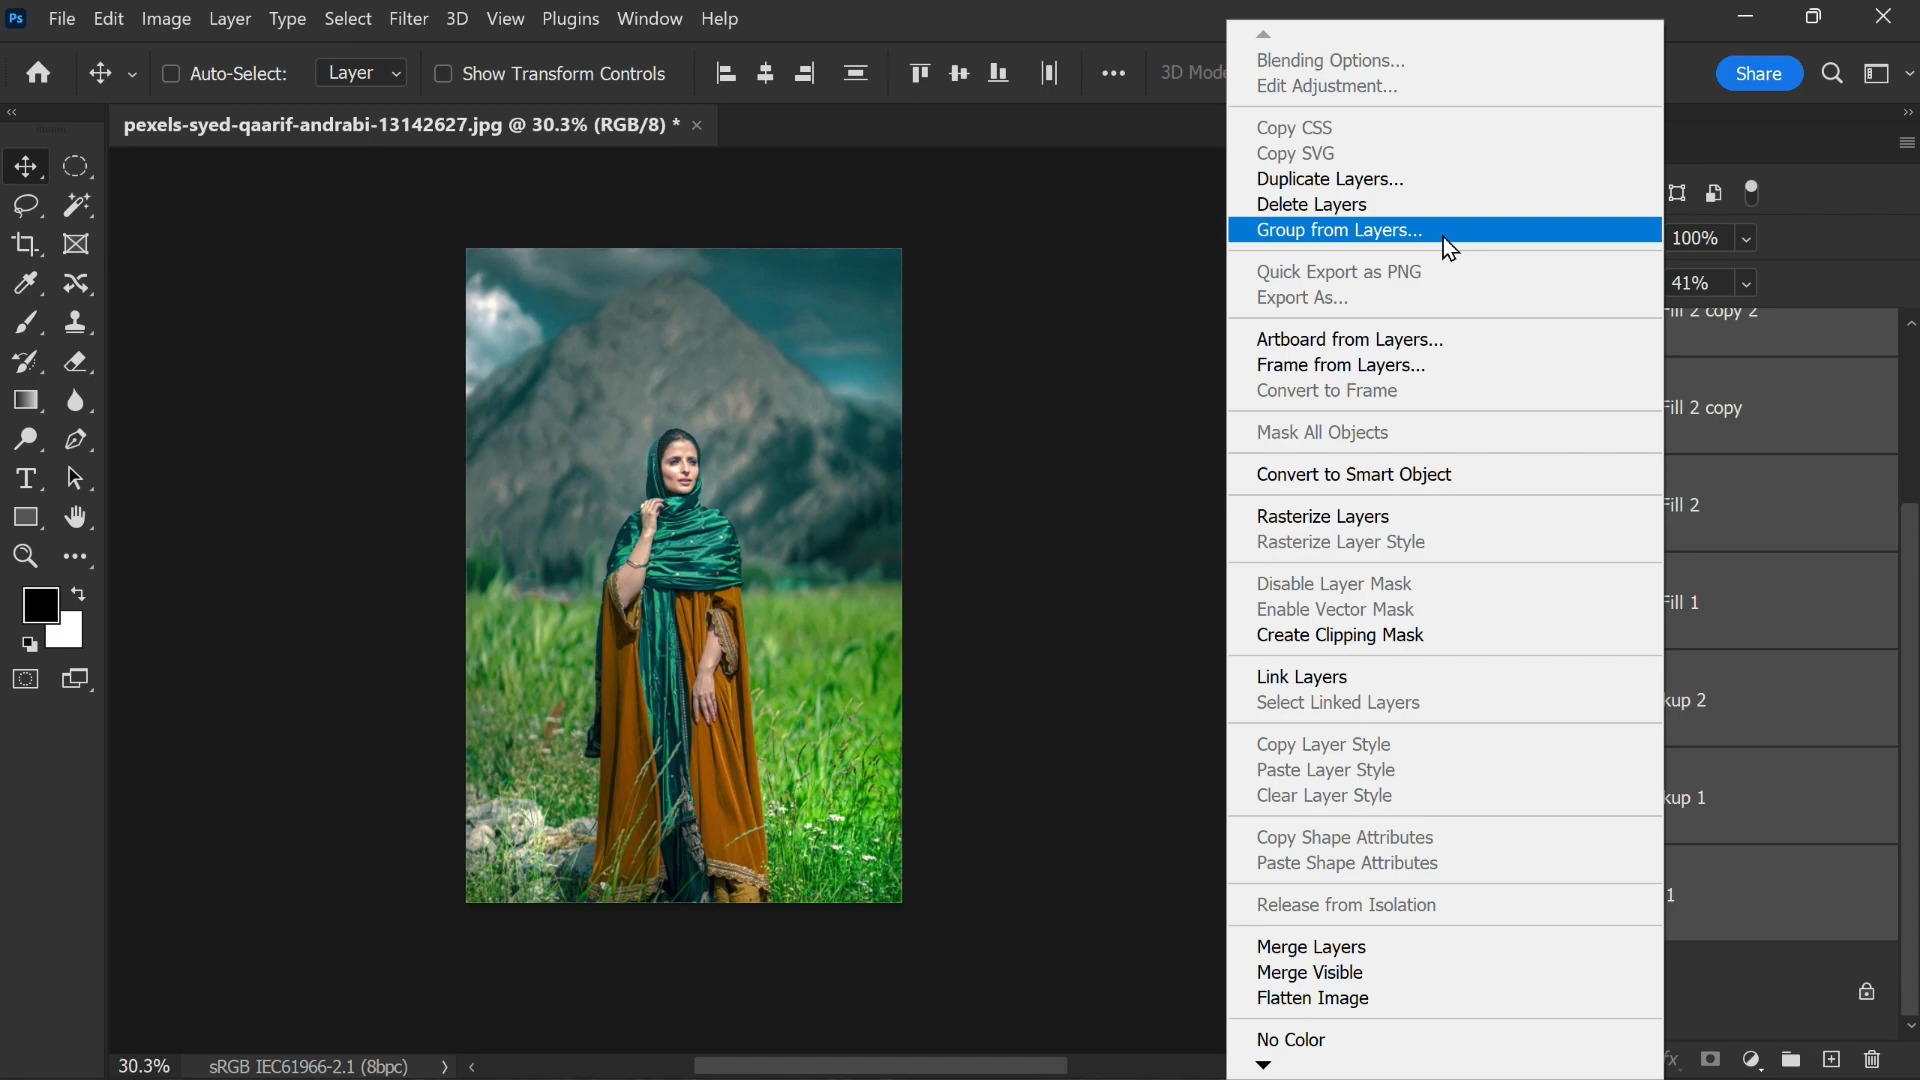 Ps File Edit Image Layer Type Select Filter 3D View Plugins Window Help
Auto-Select: Layer Show Transform Controls 3D Mode Share
pexels-syed-qaarif-andrabi-13142627.jpg @ 30.3% (RGB/8) *
Blending Options...
Edit Adjustment...
Copy CSS
Copy SVG
Duplicate Layers...
Delete Layers
Group from Layers...
Quick Export as PNG
Export As...
Artboard from Layers...
Frame from Layers...
Convert to Frame
Mask All Objects
Convert to Smart Object
Rasterize Layers
Rasterize Layer Style
Disable Layer Mask
Enable Vector Mask
Create Clipping Mask
Link Layers
Select Linked Layers
Copy Layer Style
Paste Layer Style
Clear Layer Style
Copy Shape Attributes
Paste Shape Attributes
Release from Isolation
Merge Layers
Merge Visible
Flatten Image
No Color
100%
41%
Fill 2 copy 2
Fill 2 copy
Fill 2
Fill 1
kup 2
kup 1
1
fx
30.3% sRGB IEC61966-2.1 (8bpc)